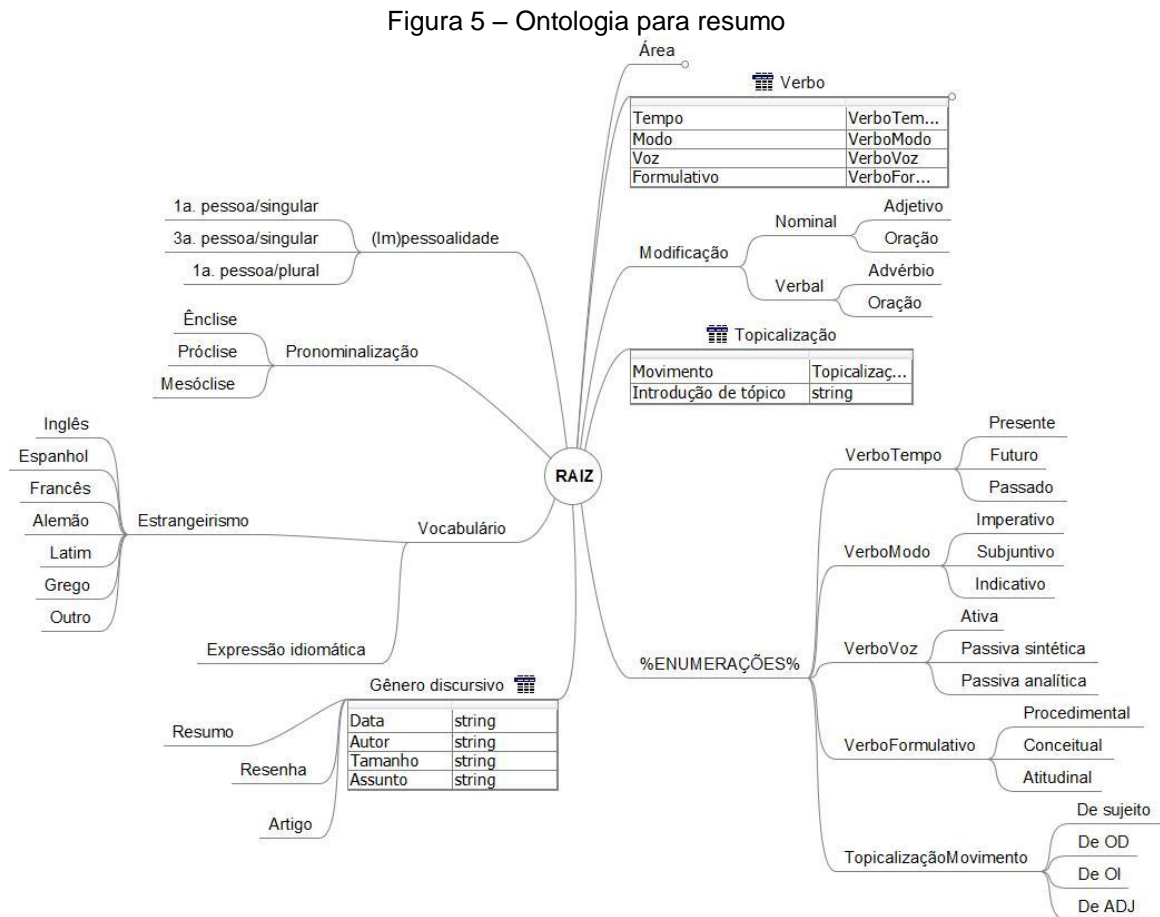 Figura 5 – Ontologia para resumo
Área
Verbo
Tempo VerboTem...
Modo VerboModo
Voz VerboVoz
Formulativo VerboFor...
Modificação
Nominal
Adjetivo
Oração
Verbal
Advérbio
Oração
Topicalização
Movimento Topicalizaç...
Introdução de tópico string
(Im)pessoalidade
1a. pessoa/singular
3a. pessoa/singular
1a. pessoa/plural
Pronominalização
Ênclise
Próclise
Mesóclise
RAIZ
Vocabulário
Estrangeirismo
Inglês
Espanhol
Francês
Alemão
Latim
Grego
Outro
Expressão idiomática
Gênero discursivo
Data string
Autor string
Tamanho string
Assunto string
Resumo
Resenha
Artigo
%ENUMERAÇÕES%
VerboTempo
Presente
Futuro
Passado
VerboModo
Imperativo
Subjuntivo
Indicativo
VerboVoz
Ativa
Passiva sintética
Passiva analítica
VerboFormulativo
Procedimental
Conceitual
Atitudinal
TopicalizaçãoMovimento
De sujeito
De OD
De OI
De ADJ